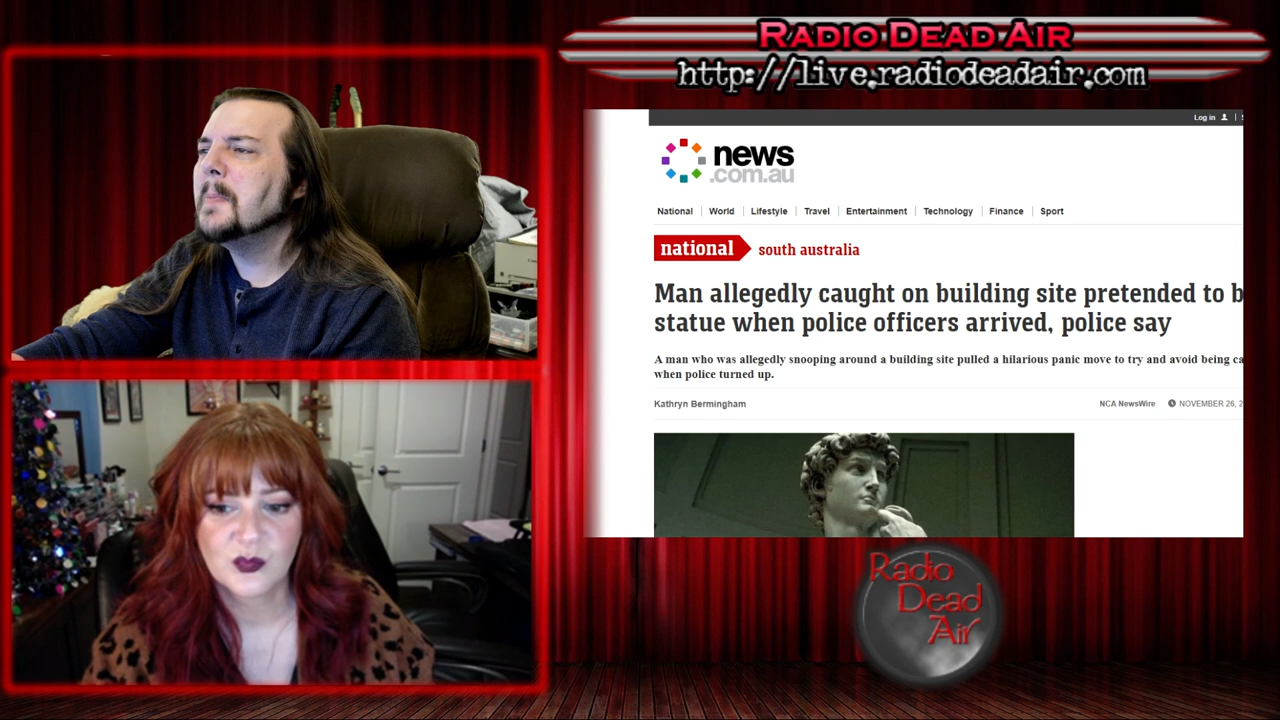 RADIO DEAD AIR
http://live.radiodeadair.com
Log in
news
.com.au
National World Lifestyle Travel Entertainment Technology Finance Sport
national south australia
Man allegedly caught on building site pretended to b
statue when police officers arrived, police say
A man who was allegedly snooping around a building site pulled a hilarious panic move to try and avoid being ca
when police turned up.
Kathryn Bermingham NCA NewsWire NOVEMBER 26, 2
Radio
Dead
Air